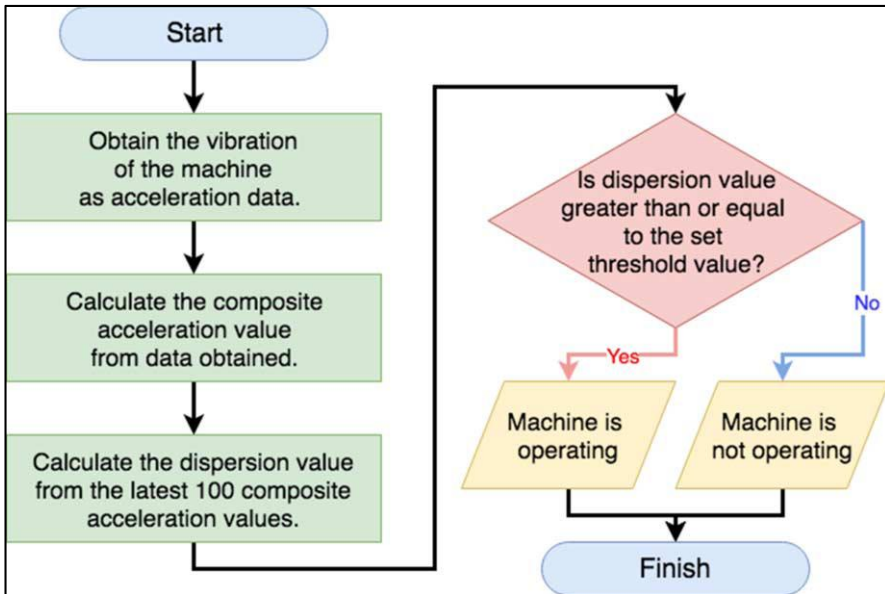 Start
Obtain the vibration
of the machine
as acceleration data.
Calculate the composite
acceleration value
from data obtained.
Calculate the dispersion value
from the latest 100 composite
acceleration values.
Is dispersion value
greater than or equal
to the set
threshold value?
Yes
No
Machine is
operating
Machine is
not operating
Finish